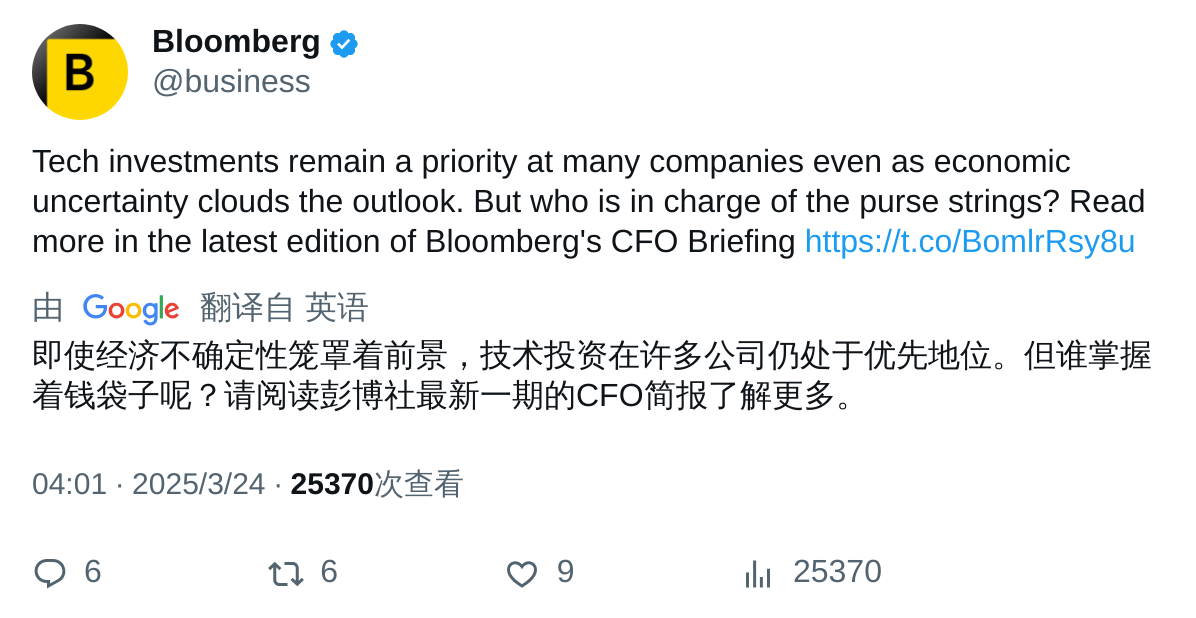 B
Bloomberg
@business
Tech investments remain a priority at many companies even as economic
uncertainty clouds the outlook. But who is in charge of the purse strings? Read
more in the latest edition of Bloomberg's CFO Briefing https://t.co/BomlrRsy8u
由 Google 翻译自 英语
即使经济不确定性笼罩着前景，技术投资在许多公司仍处于优先地位。但谁掌握
着钱袋子呢？请阅读彭博社最新一期的CFO简报了解更多。
04:01 · 2025/3/24 · 25370次查看
6 6 9 25370